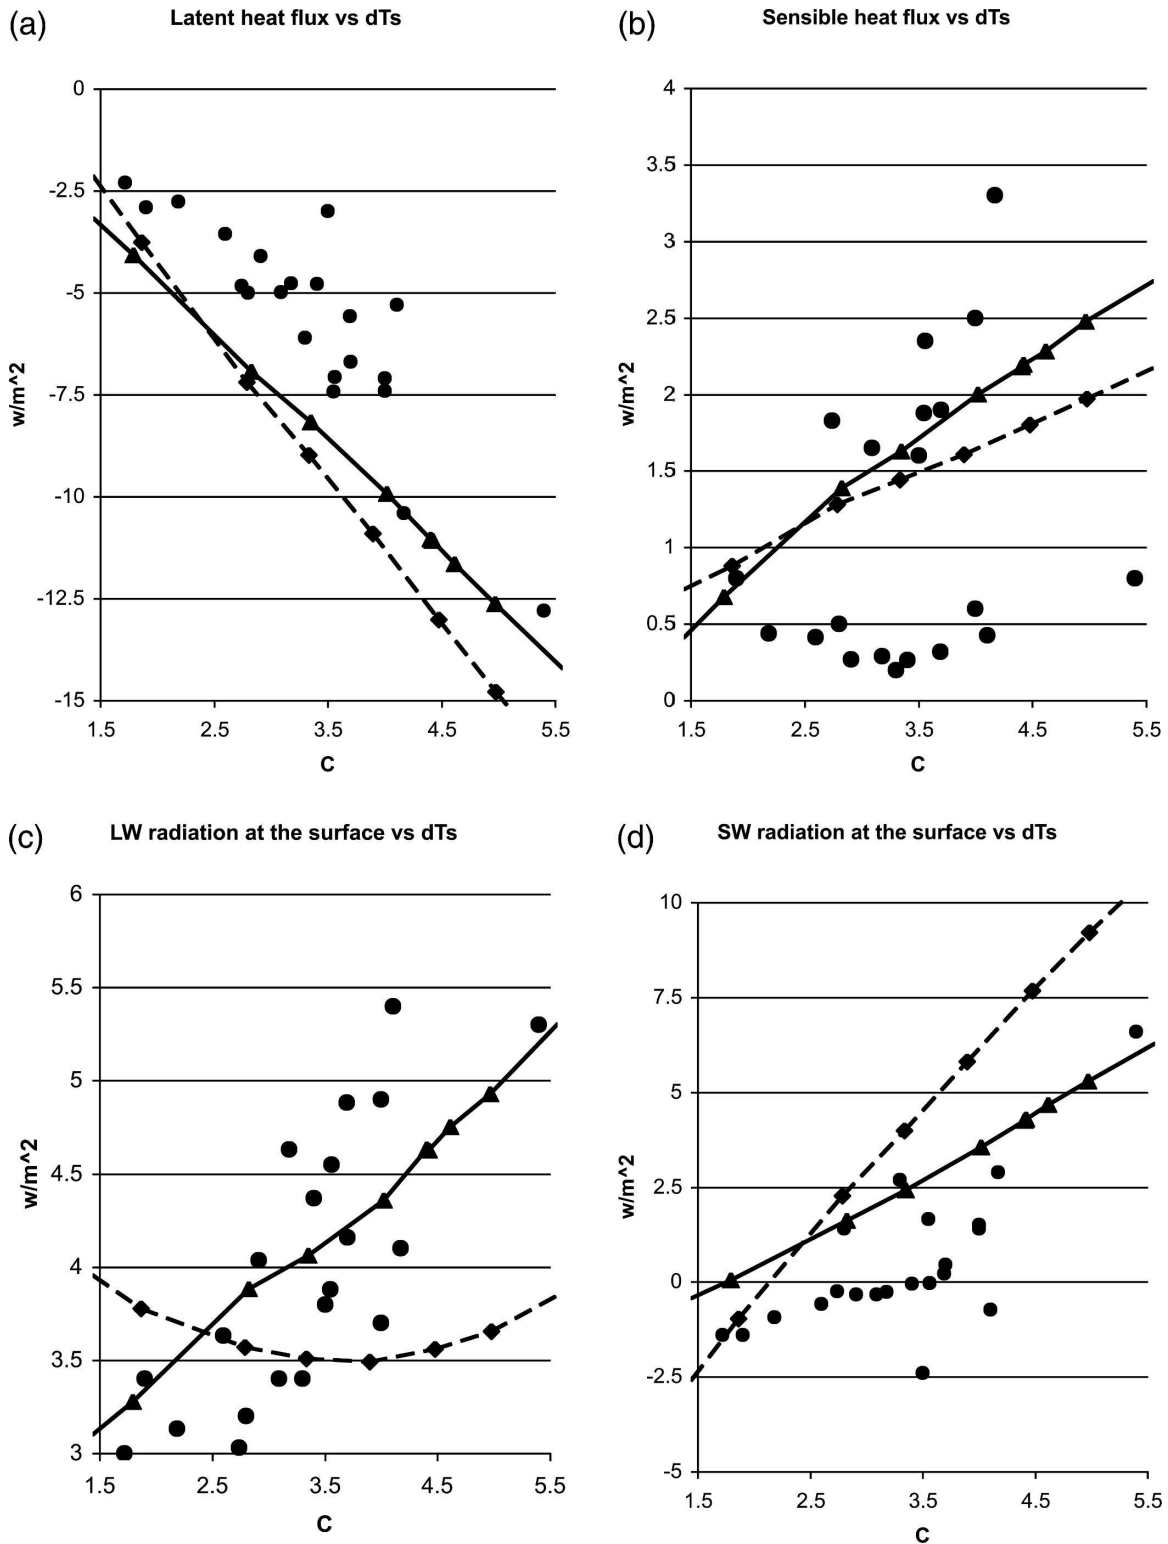 (a) Latent heat flux vs dTs
0
-2.5
-5
-7.5
-10
-12.5
-15
w/m^2
1.5 2.5 3.5 4.5 5.5
C
(b) Sensible heat flux vs dTs
4
3.5
3
2.5
2
1.5
1
0.5
0
w/m^2
1.5 2.5 3.5 4.5 5.5
C
(c) LW radiation at the surface vs dTs
6
5.5
5
4.5
4
3.5
3
w/m^2
1.5 2.5 3.5 4.5 5.5
C
(d) SW radiation at the surface vs dTs
10
7.5
5
2.5
0
-2.5
-5
w/m^2
1.5 2.5 3.5 4.5 5.5
C